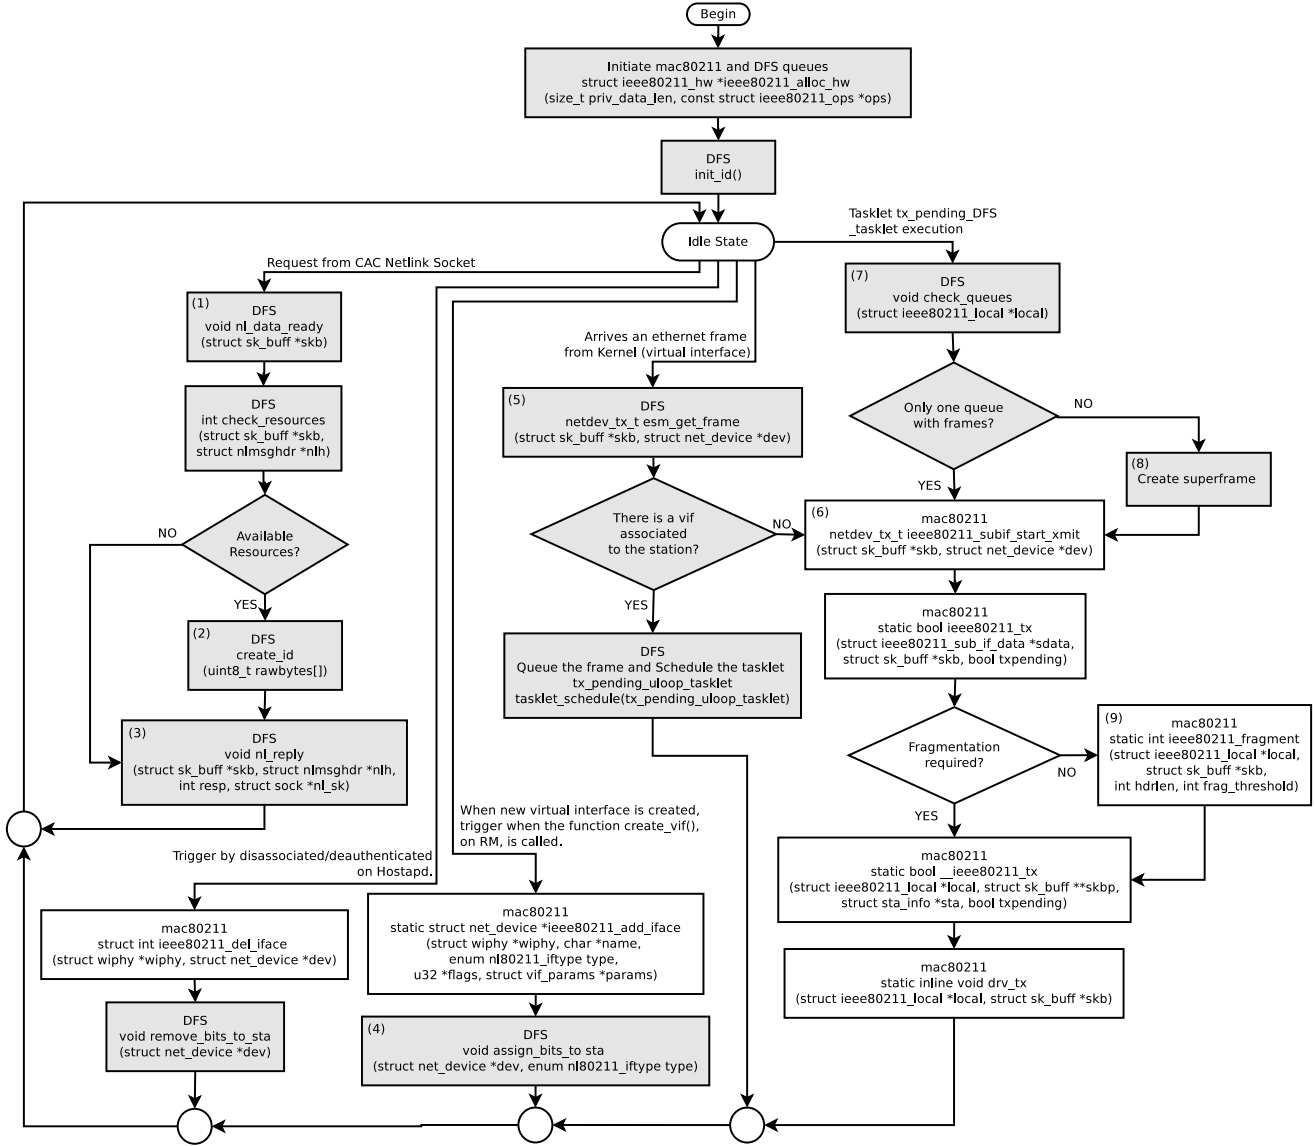 Begin
Initiate mac80211 and DFS queues
struct ieee80211_hw *ieee80211_alloc_hw
(size_t priv_data_len, const struct ieee80211_ops *ops)
DFS
init_id()
Idle State
Tasklet tx_pending_DFS
_tasklet execution
Request from CAC Netlink Socket
(1)
DFS
void nl_data_ready
(struct sk_buff *skb)
DFS
int check_resources
(struct sk_buff *skb,
struct nlmsghdr *nlh)
Available
Resources?
NO
YES
(2)
DFS
create_id
(uint8_t rawbytes[])
(3)
DFS
void nl_reply
(struct sk_buff *skb, struct nlmsghdr *nlh,
int resp, struct sock *nl_sk)
Trigger by disassociated/deauthenticated
on Hostapd.
mac80211
struct int ieee80211_del_iface
(struct wiphy *wiphy, struct net_device *dev)
DFS
void remove_bits_to_sta
(struct net_device *dev)
When new virtual interface is created,
trigger when the function create_vif(),
on RM, is called.
mac80211
static struct net_device *ieee80211_add_iface
(struct wiphy *wiphy, char *name,
enum nl80211_iftype type,
u32 *flags, struct vif_params *params)
(4)
DFS
void assign_bits_to sta
(struct net_device *dev, enum nl80211_iftype type)
Arrives an ethernet frame
from Kernel (virtual interface)
(5)
DFS
netdev_tx_t esm_get_frame
(struct sk_buff *skb, struct net_device *dev)
There is a vif
associated
to the station?
NO
YES
DFS
Queue the frame and Schedule the tasklet
tx_pending_uloop_tasklet
tasklet_schedule(tx_pending_uloop_tasklet)
(7)
DFS
void check_queues
(struct ieee80211_local *local)
Only one queue
with frames?
NO
YES
(8)
Create superframe
(6)
mac80211
netdev_tx_t ieee80211_subif_start_xmit
(struct sk_buff *skb, struct net_device *dev)
mac80211
static bool ieee80211_tx
(struct ieee80211_sub_if_data *sdata,
struct sk_buff *skb, bool txpending)
Fragmentation
required?
NO
YES
(9)
mac80211
static int ieee80211_fragment
(struct ieee80211_local *local,
struct sk_buff *skb,
int hdrlen, int frag_threshold)
mac80211
static bool __ieee80211_tx
(struct ieee80211_local *local, struct sk_buff **skbp,
struct sta_info *sta, bool txpending)
mac80211
static inline void drv_tx
(struct ieee80211_local *local, struct sk_buff *skb)